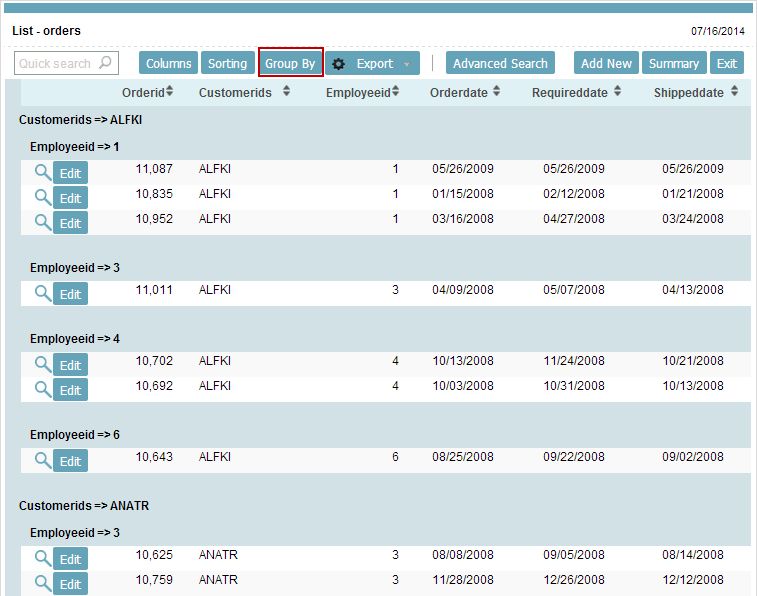 List - orders 07/16/2014
Quick search Columns Sorting Group By Export Advanced Search Add New Summary Exit
Orderid Customerids Employeeid Orderdate Requireddate Shippeddate
Customerids => ALFKI
Employeeid => 1
Edit 11,087 ALFKI 1 05/26/2009 05/26/2009 05/26/2009
Edit 10,835 ALFKI 1 01/15/2008 02/12/2008 01/21/2008
Edit 10,952 ALFKI 1 03/16/2008 04/27/2008 03/24/2008
Employeeid => 3
Edit 11,011 ALFKI 3 04/09/2008 05/07/2008 04/13/2008
Employeeid => 4
Edit 10,702 ALFKI 4 10/13/2008 11/24/2008 10/21/2008
Edit 10,692 ALFKI 4 10/03/2008 10/31/2008 10/13/2008
Employeeid => 6
Edit 10,643 ALFKI 6 08/25/2008 09/22/2008 09/02/2008
Customerids => ANATR
Employeeid => 3
Edit 10,625 ANATR 3 08/08/2008 09/05/2008 08/14/2008
Edit 10,759 ANATR 3 11/28/2008 12/26/2008 12/12/2008